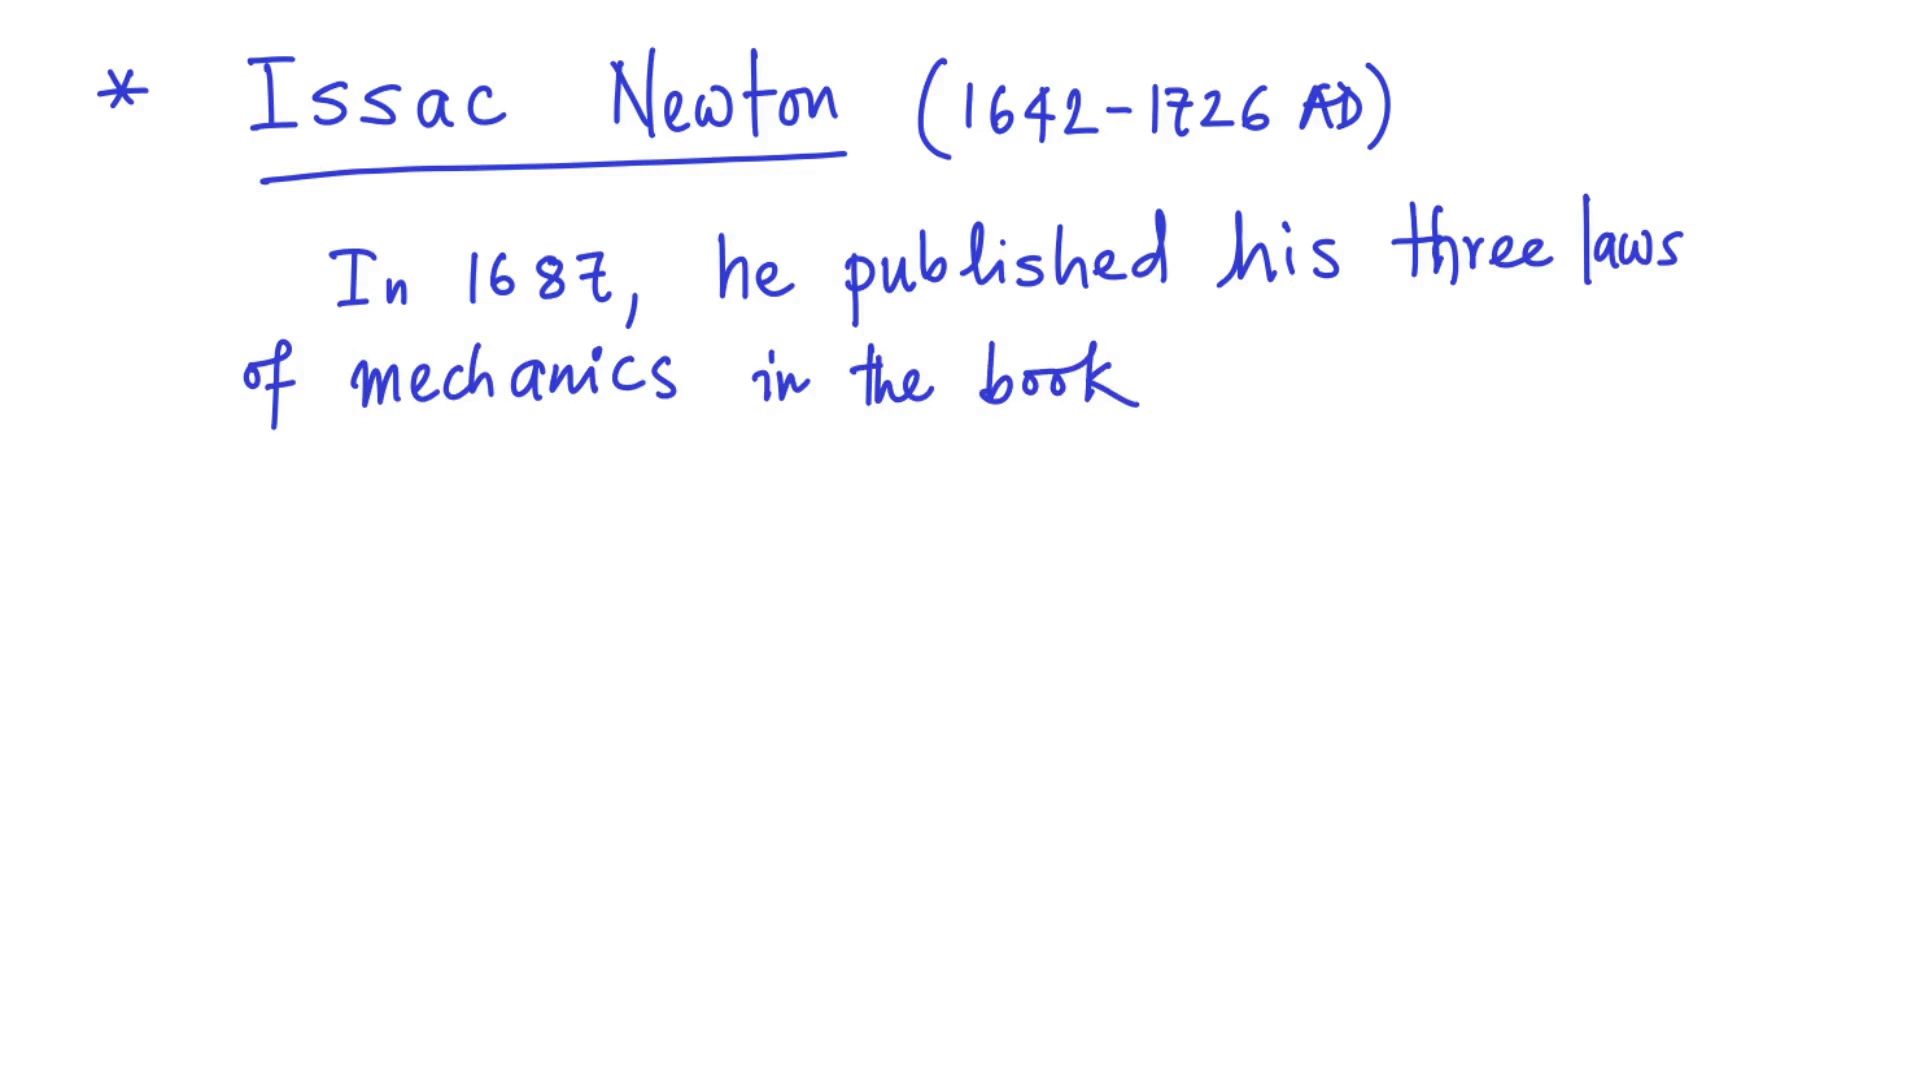 * Issac Newton (1642-1726 AD)
In 1687, he published his three laws
of mechanics in the book